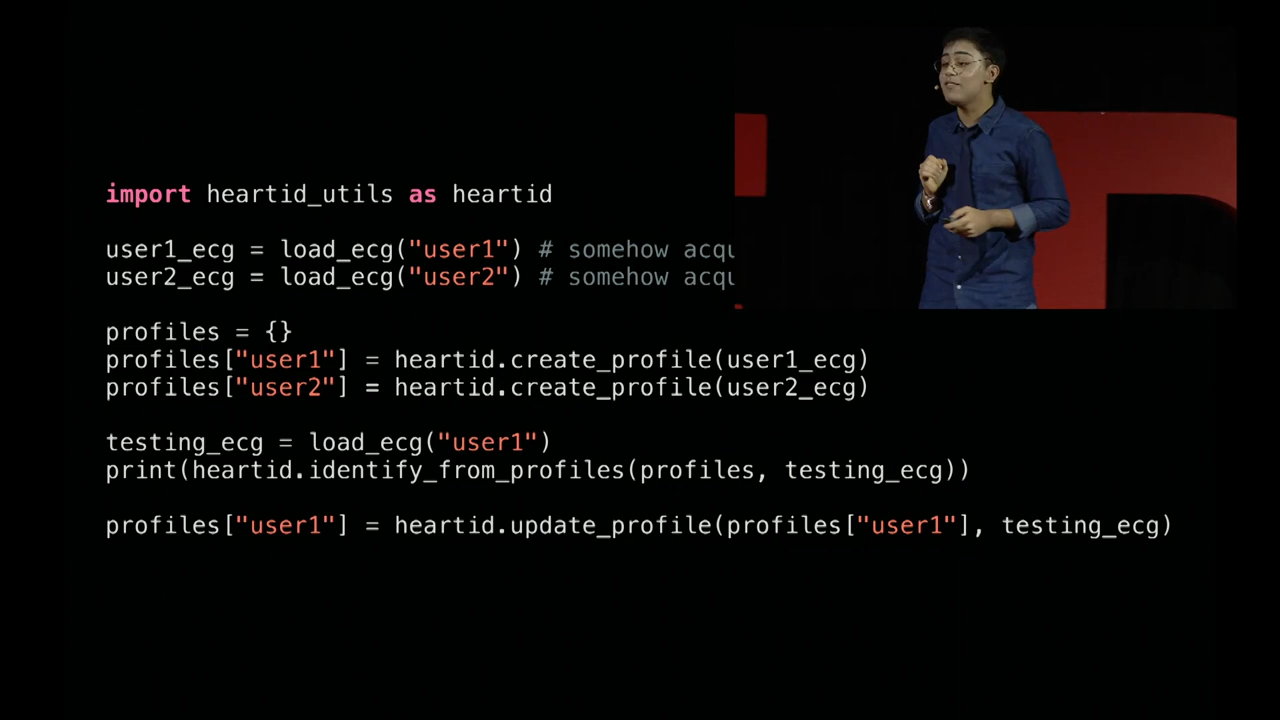 import heartid_utils as heartid
user1_ecg = load_ecg("user1") # somehow
user2_ecg = load_ecg("user2") # somehow
profiles = {}
profiles["user1"] = heartid.create_profile(user1_ecg)
profiles["user2"] = heartid.create_profile(user2_ecg)
testing_ecg = load_ecg("user1")
print(heartid.identify_from_profiles(profiles, testing_ecg))
profiles["user1"] = heartid.update_profile(profiles["user1"], testing_ecg)